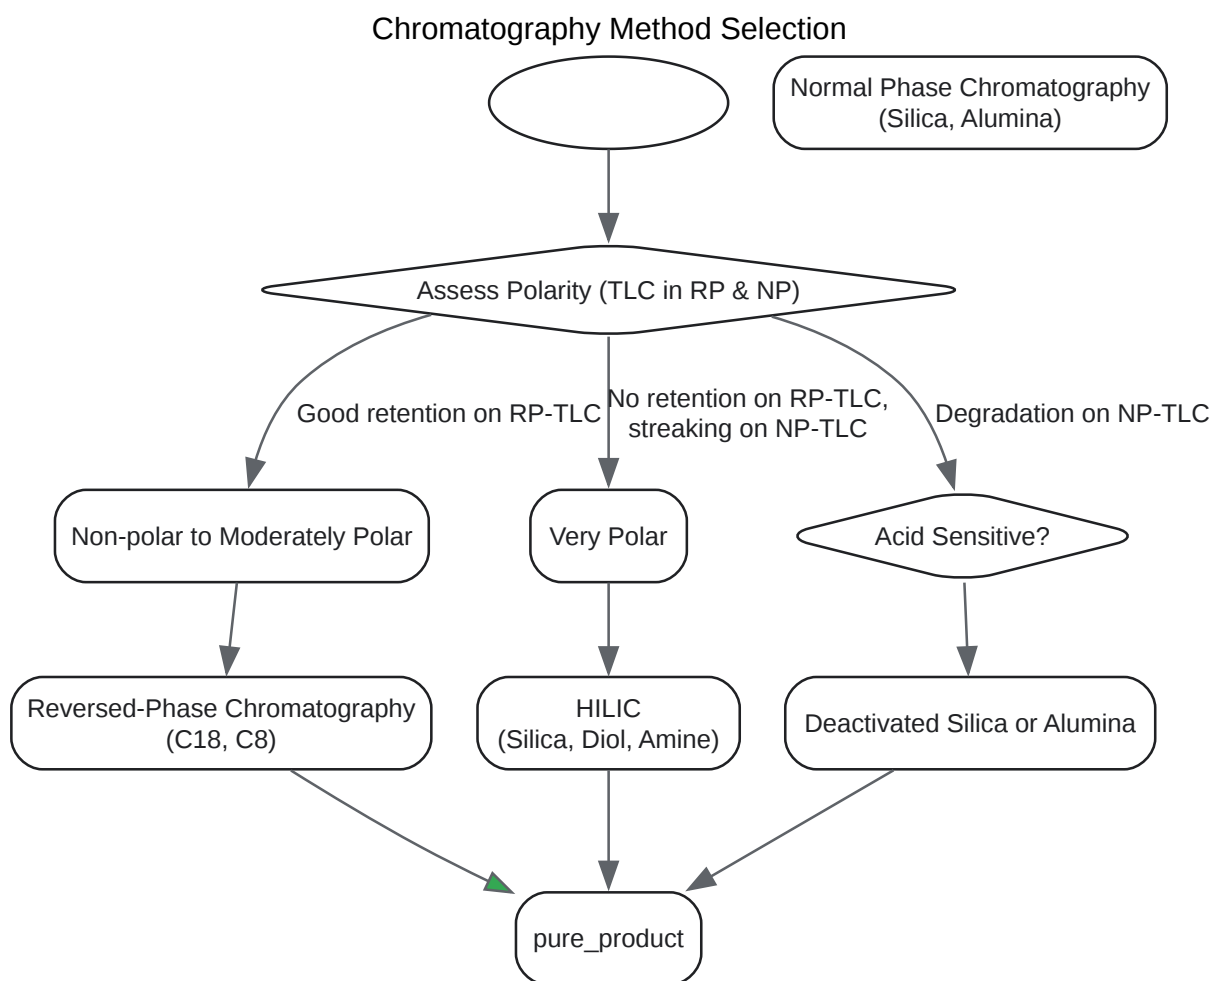 Chromatography Method Selection
Normal Phase Chromatography
(Silica, Alumina)
Assess Polarity (TLC in RP & NP)
Good retention on RP-TLC
No retention on RP-TLC,
streaking on NP-TLC
Degradation on NP-TLC
Non-polar to Moderately Polar
Very Polar
Acid Sensitive?
Reversed-Phase Chromatography
(C18, C8)
HILIC
(Silica, Diol, Amine)
Deactivated Silica or Alumina
pure_product